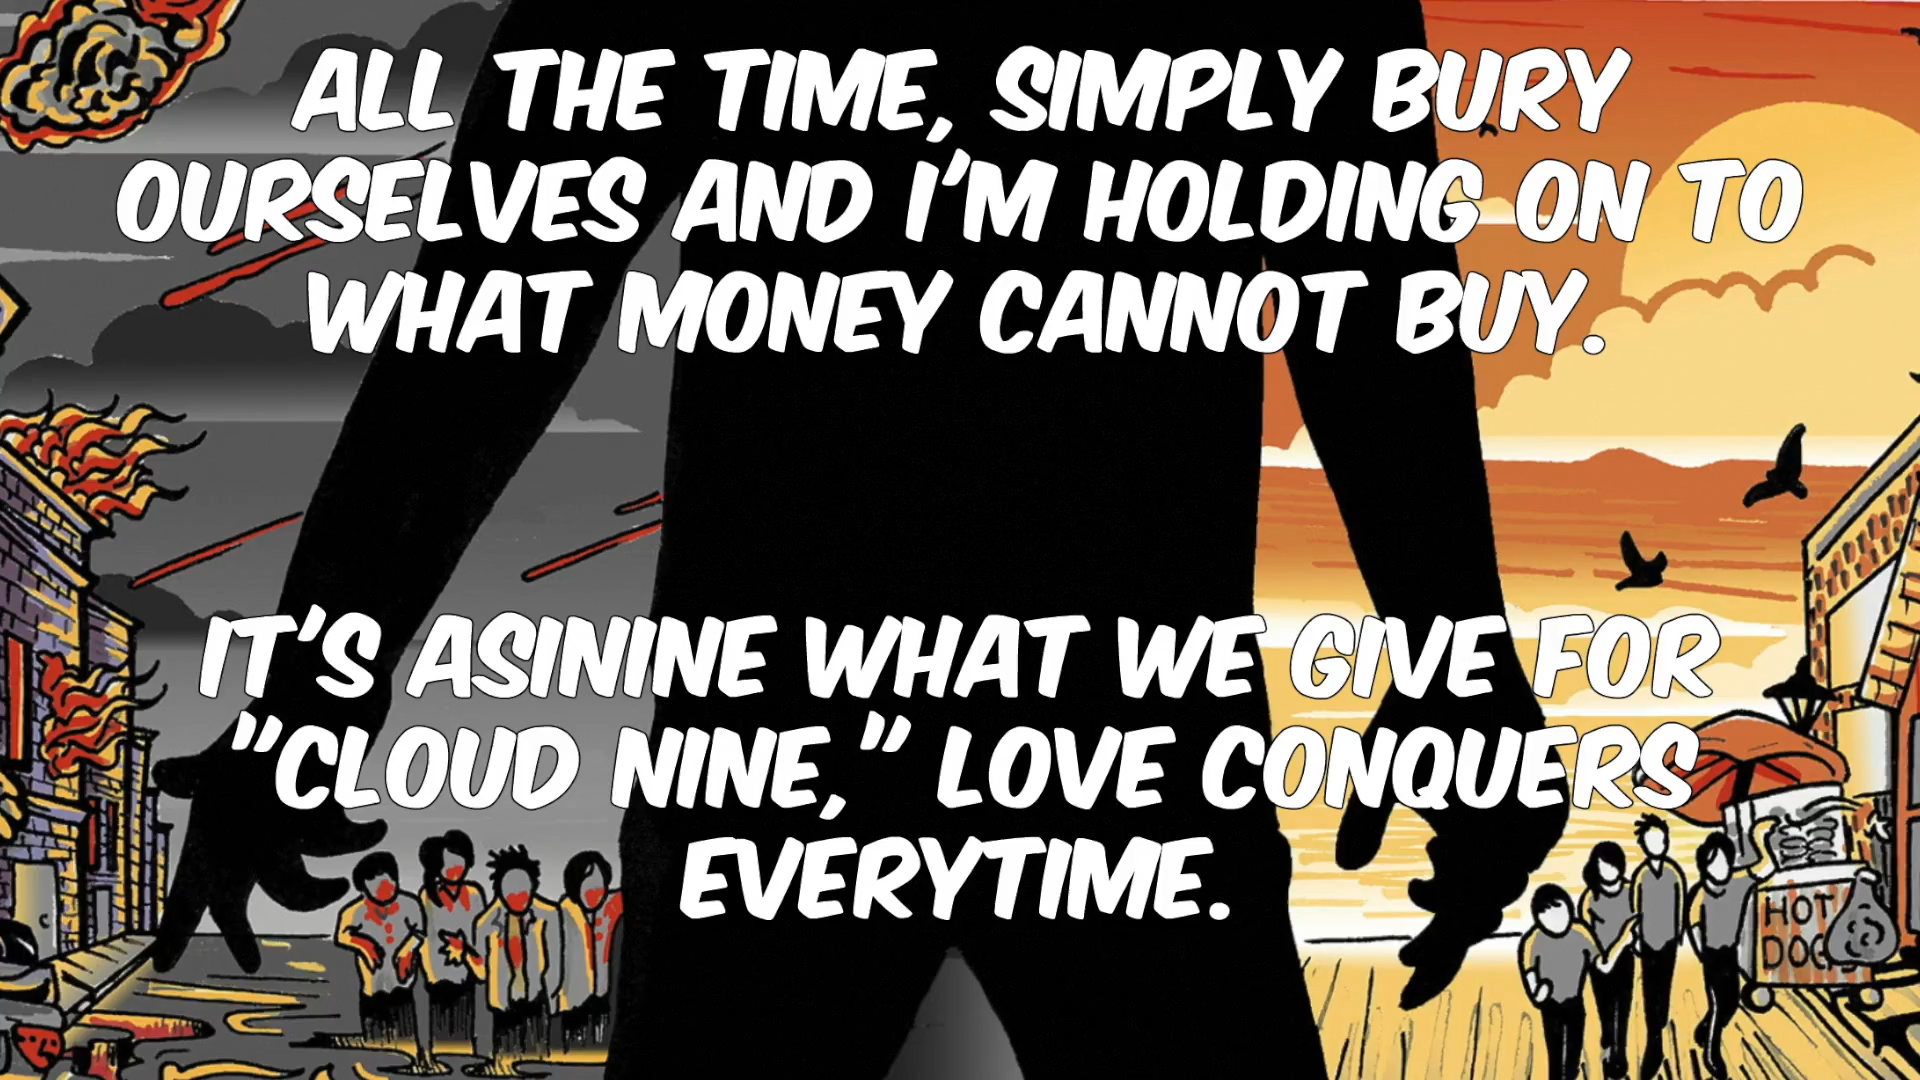 ALL THE TIME, SIMPLY BURY
OURSELVES AND I'M HOLDING ON TO
WHAT MONEY CANNOT BUY.
IT'S ASININE WHAT WE GIVE FOR
"CLOUD NINE," LOVE CONQUERS
EVERYTIME.
HOT
DOG